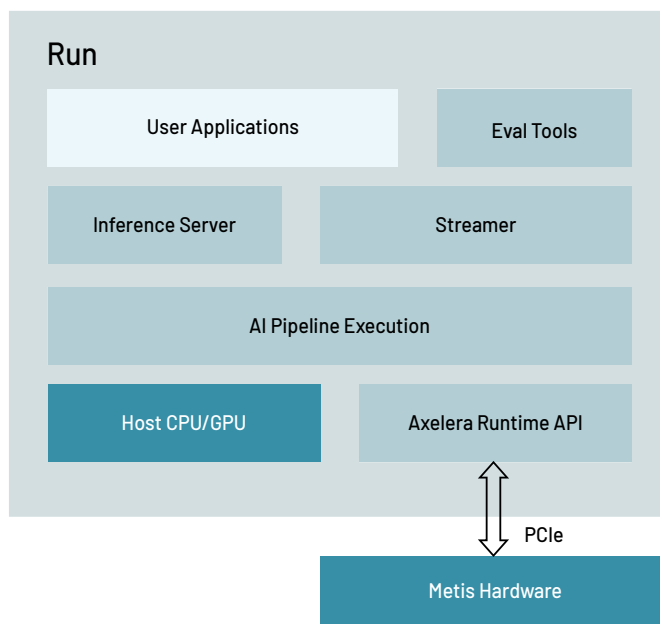 Run
User Applications
Eval Tools
Inference Server
Streamer
AI Pipeline Execution
Host CPU/GPU
Axelera Runtime API
PCIe
Metis Hardware